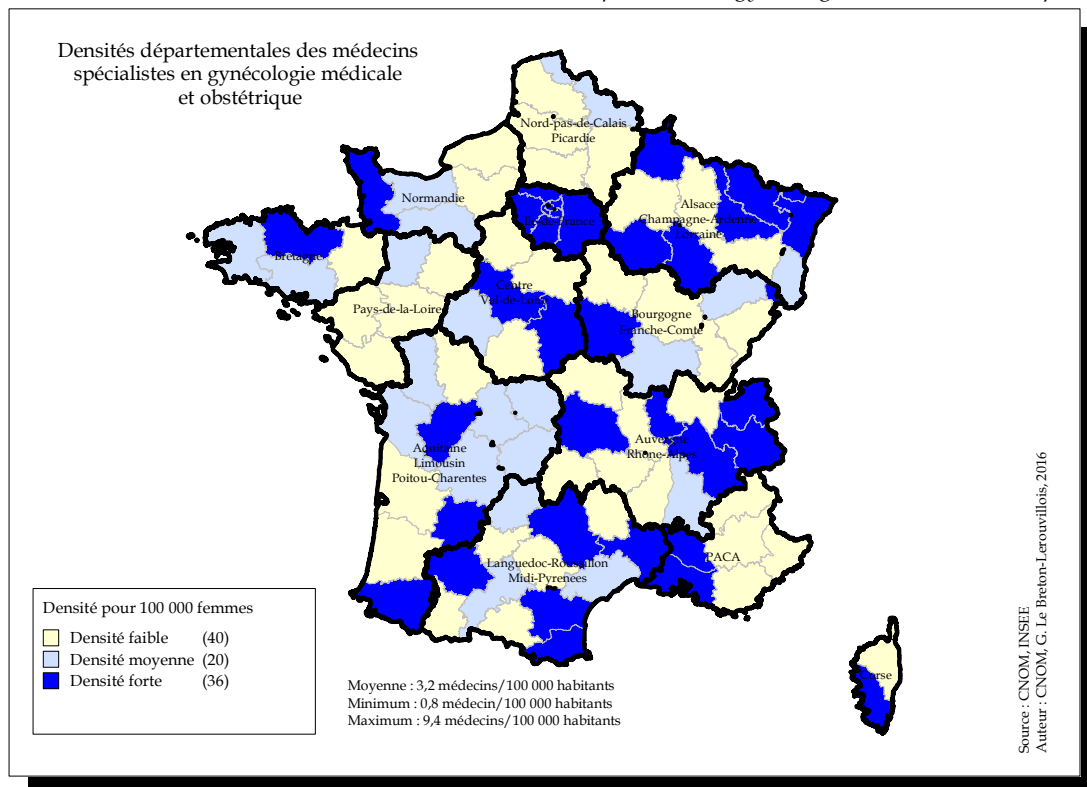 Densités départementales des médecins
spécialistes en gynécologie médicale
et obstétrique
Nord-pas-de-Calais
Picardie
Normandie
Alsace
Champagne-Ardenne
Lorraine
Bretagne
Centre
Val-de-Loire
Pays-de-la-Loire
Bourgogne
Franche-Comté
Auvergne
Rhône-Alpes
Aquitaine
Limousin
Poitou-Charentes
Languedoc-Roussillon
Midi-Pyrenees
PACA
Corse
Densité pour 100 000 femmes
Densité faible (40)
Densité moyenne (20)
Densité forte (36)
Moyenne : 3,2 médecins/100 000 habitants
Minimum : 0,8 médecin/100 000 habitants
Maximum : 9,4 médecins/100 000 habitants
Source : CNOM, INSEE
Auteur : CNOM, G. Le Breton-Lerouvillois, 2016